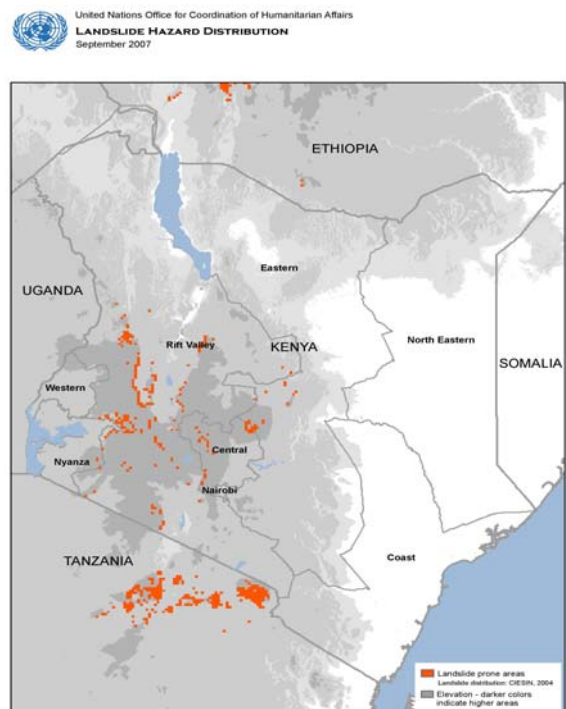 United Nations Office for Coordination of Humanitarian Affairs
LANDSLIDE HAZARD DISTRIBUTION
September 2007
ETHIOPIA
Eastern
UGANDA
Rift Valley
KENYA
North Eastern
SOMALIA
Western
Central
Nyanza
Nairobi
TANZANIA
Coast
Landslide prone areas
Landslide distribution: CIESIN, 2004
Elevation - darker colors
indicate higher areas